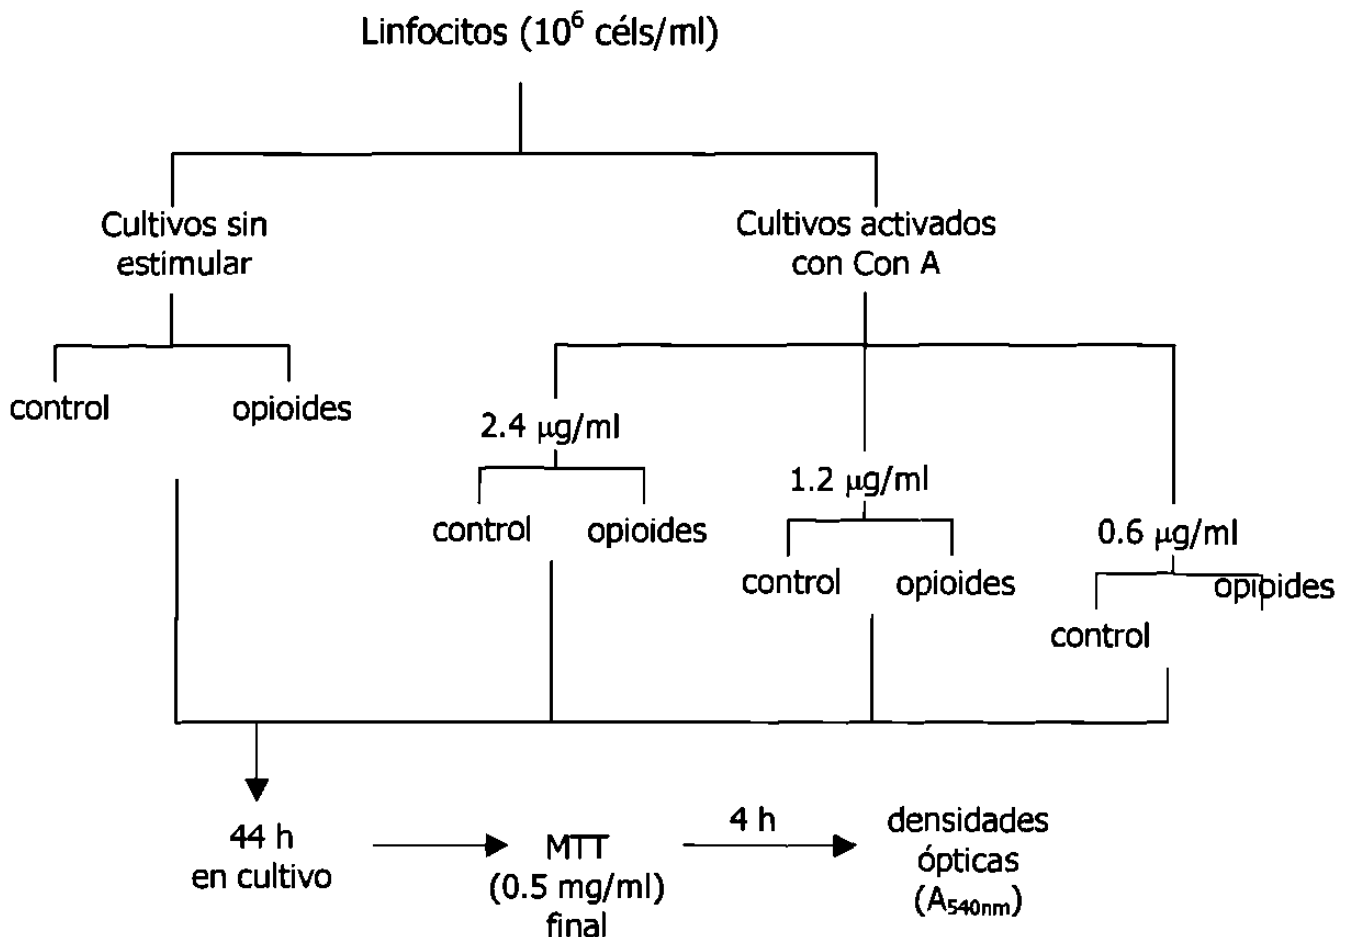 Linfocitos (10⁶ céls/ml)
Cultivos sin
estimular
Cultivos activados
con Con A
control
opioides
2.4 μg/ml
control
opioides
1.2 μg/ml
control
opioides
0.6 μg/ml
opioides
control
44 h
en cultivo
MTT
(0.5 mg/ml)
final
4 h
densidades
ópticas
(A₅₄₀ₙₘ)